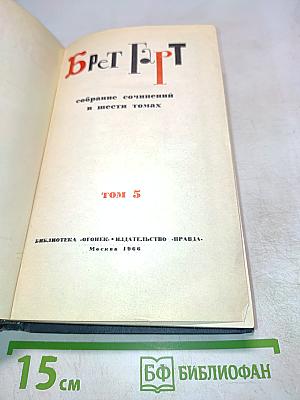 Брет Гарт
собрание сочинений
в шести томах
том 5
БИБЛИОТЕКА «ОГОНЕК» • ИЗДАТЕЛЬСТВО «ПРАВДА»
Москва 1966
15 см
БФ БИБЛИОФАН